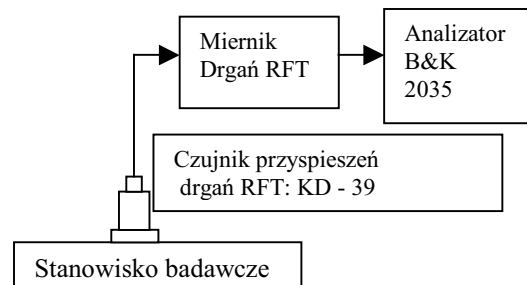 Miernik
Drgań RFT
Analizator
B&K
2035
Czujnik przyspieszeń
drgań RFT: KD - 39
Stanowisko badawcze